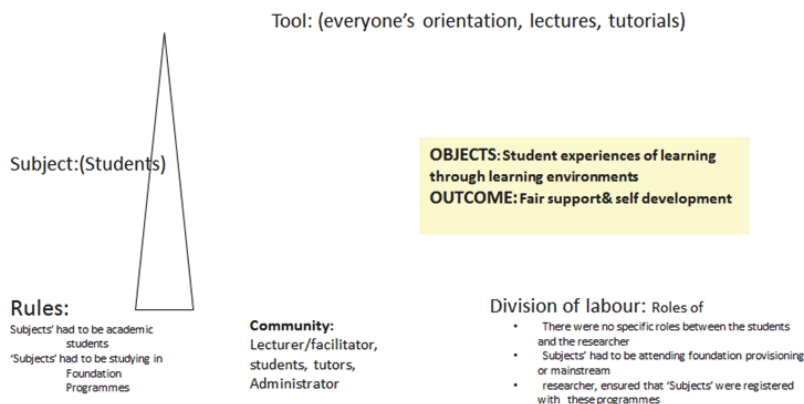 Tool: (everyone's orientation, lectures, tutorials)
Subject:(Students)
OBJECTS: Student experiences of learning
through learning environments
OUTCOME: Fair support& self development
Rules:
Subjects' had to be academic
students
'Subjects' had to be studying in
Foundation
Programmes
Community:
Lecturer/facilitator,
students, tutors,
Administrator
Division of labour: Roles of
• There were no specific roles between the students
and the researcher
• Subjects' had to be attending foundation provisioning
or mainstream
• researcher, ensured that 'Subjects' were registered
with these programmes